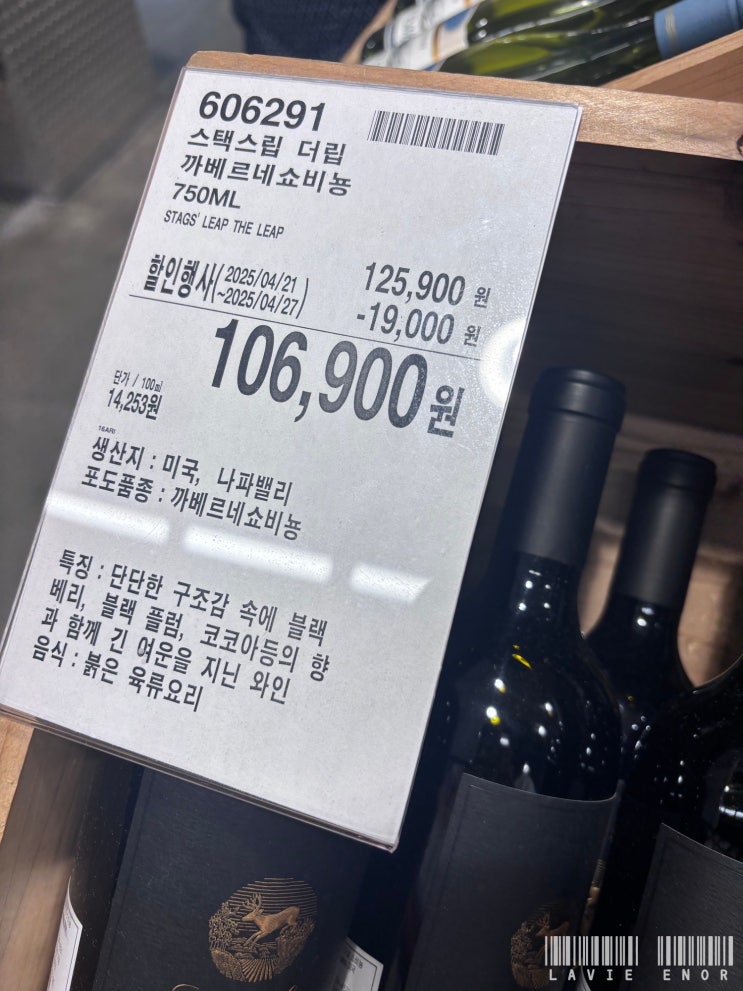 606291
스택스립 더립
까베르네쇼비뇽
750ML
STAGS' LEAP THE LEAP
할인행사(2025/04/21 ~2025/04/27)
125,900 원
-19,000 원
106,900원
단가 / 100ml
14,253원
생산지 : 미국, 나파밸리
포도품종 : 까베르네쇼비뇽
특징 : 단단한 구조감 속에 블랙
베리, 블랙 플럼, 코코아등의 향
과 함께 긴 여운을 지닌 와인
음식 : 붉은 육류요리
LAVIE ENOR